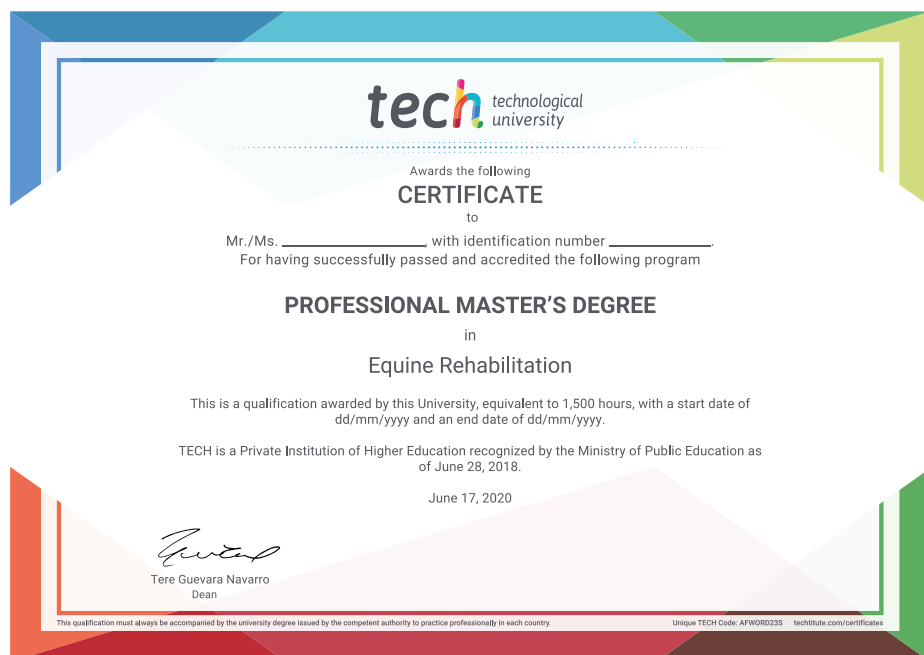 tech technological
university
Awards the following
CERTIFICATE
to
Mr./Ms. ____________________, with identification number ______________.
For having successfully passed and accredited the following program
PROFESSIONAL MASTER’S DEGREE
in
Equine Rehabilitation
This is a qualification awarded by this University, equivalent to 1,500 hours, with a start date of
dd/mm/yyyy and an end date of dd/mm/yyyy.
TECH is a Private Institution of Higher Education recognized by the Ministry of Public Education as
of June 28, 2018.
June 17, 2020
Tere Guevara Navarro
Dean
This qualification must always be accompanied by the university degree issued by the competent authority to practice professionally in each country. Unique TECH Code: AFWORD23S techtitute.com/certificates